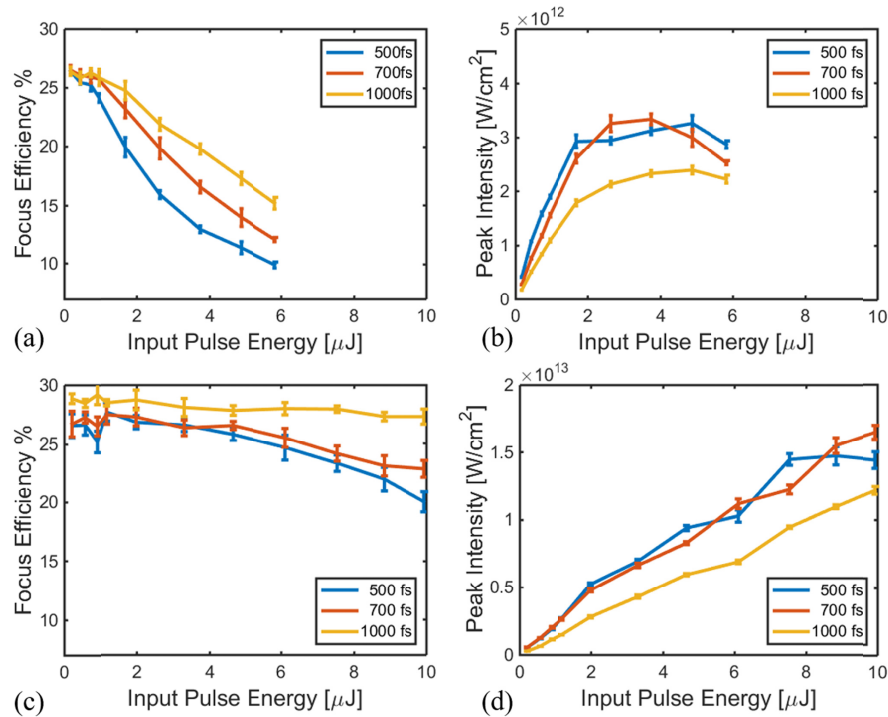 30
25
20
15
10
Focus Efficiency %
500fs
700fs
1000fs
0 2 4 6 8 10
(a) Input Pulse Energy [μJ]
×10^12
5
4
3
2
1
0
Peak Intensity [W/cm²]
500 fs
700 fs
1000 fs
0 2 4 6 8 10
(b) Input Pulse Energy [μJ]
30
25
20
15
10
Focus Efficiency %
500 fs
700 fs
1000 fs
0 2 4 6 8 10
(c) Input Pulse Energy [μJ]
×10^13
2
1.5
1
0.5
0
Peak Intensity [W/cm²]
500 fs
700 fs
1000 fs
0 2 4 6 8 10
(d) Input Pulse Energy [μJ]